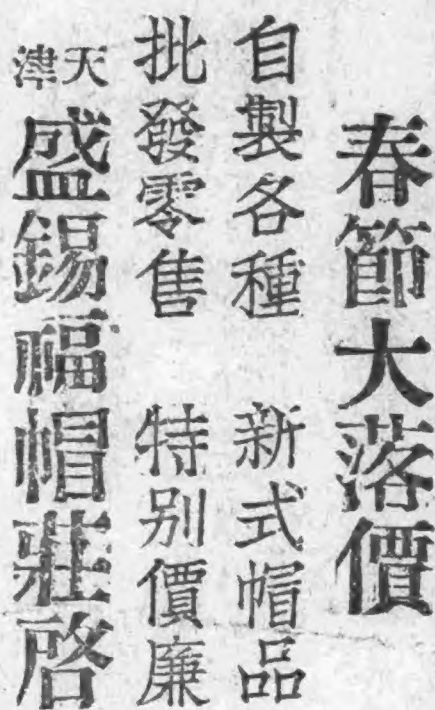 春節大落價
自製各種 新式帽品
批發零售 特別價廉
天津
盛錫福帽莊啓